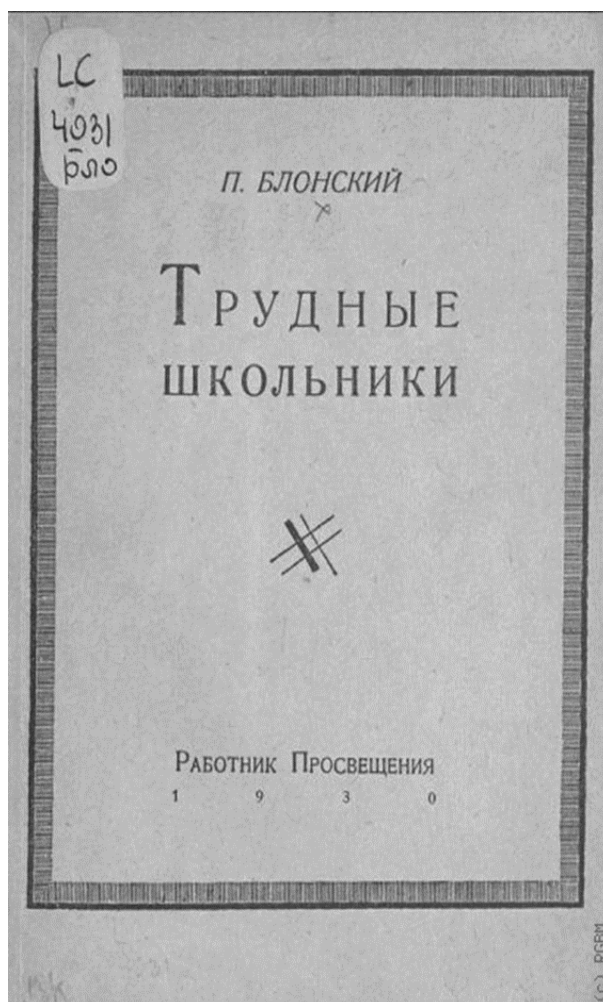 LC
4031
бло
П. БЛОНСКИЙ
ТРУДНЫЕ
ШКОЛЬНИКИ
РАБОТНИК ПРОСВЕЩЕНИЯ
1 9 3 0